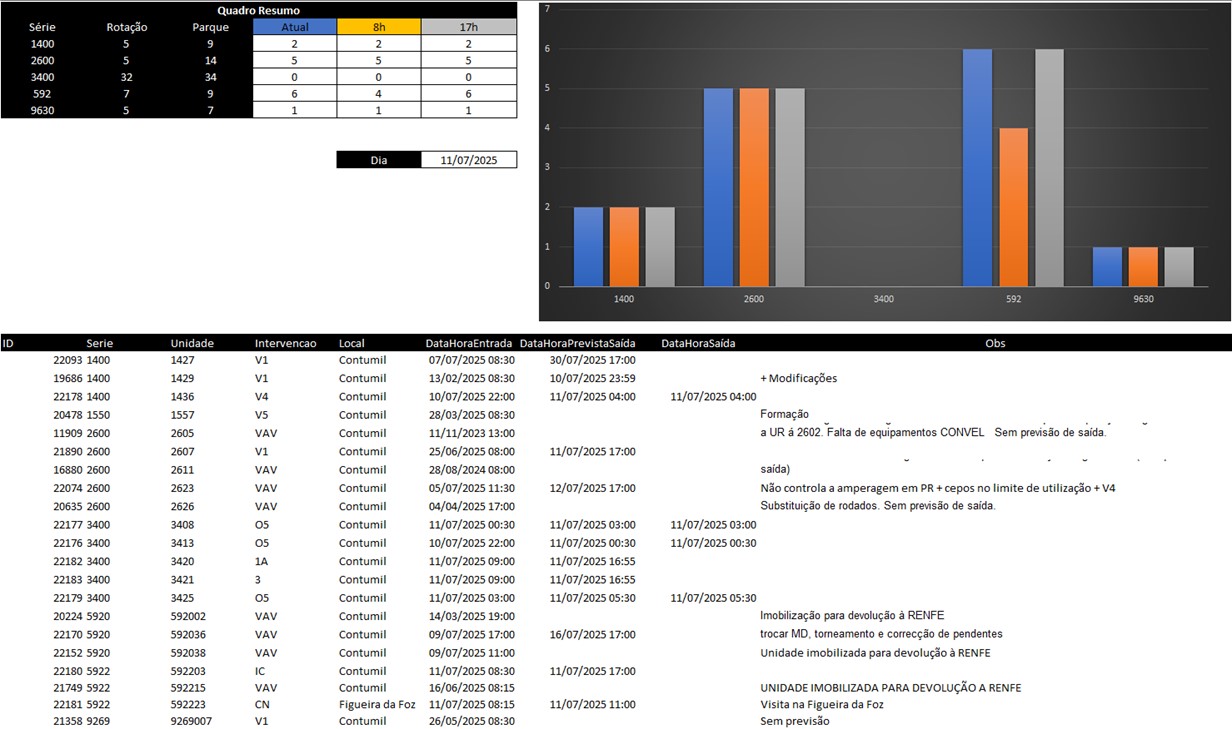 Quadro Resumo
Série Rotação Parque Atual 8h 17h
1400 5 9 2 2 2
2600 5 14 5 5 5
3400 32 34 0 0 0
592 7 9 6 4 6
9630 5 7 1 1 1
Dia 11/07/2025
7
6
5
4
3
2
1
0
1400 2600 3400 592 9630
ID Serie Unidade Intervencao Local DataHoraEntrada DataHoraPrevistaSaída DataHoraSaída Obs
22093 1400 1427 V1 Contumil 07/07/2025 08:30 30/07/2025 17:00
19686 1400 1429 V1 Contumil 13/02/2025 08:30 10/07/2025 23:59 + Modificações
22178 1400 1436 V4 Contumil 10/07/2025 22:00 11/07/2025 04:00 11/07/2025 04:00
20478 1550 1557 V5 Contumil 28/03/2025 08:30 Formação
11909 2600 2605 VAV Contumil 11/11/2023 13:00 a UR á 2602. Falta de equipamentos CONVEL Sem previsão de saída.
21890 2600 2607 V1 Contumil 25/06/2025 08:00 11/07/2025 17:00
16880 2600 2611 VAV Contumil 28/08/2024 08:00 saída)
22074 2600 2623 VAV Contumil 05/07/2025 11:30 12/07/2025 17:00 Não controla a amperagem em PR + cepos no limite de utilização + V4
20635 2600 2626 VAV Contumil 04/04/2025 17:00 Substituição de rodados. Sem previsão de saída.
22177 3400 3408 O5 Contumil 11/07/2025 00:30 11/07/2025 03:00 11/07/2025 03:00
22176 3400 3413 O5 Contumil 10/07/2025 22:00 11/07/2025 00:30 11/07/2025 00:30
22182 3400 3420 1A Contumil 11/07/2025 09:00 11/07/2025 16:55
22183 3400 3421 3 Contumil 11/07/2025 09:00 11/07/2025 16:55
22179 3400 3425 O5 Contumil 11/07/2025 03:00 11/07/2025 05:30 11/07/2025 05:30
20224 5920 592002 VAV Contumil 14/03/2025 19:00 Imobilização para devolução à RENFE
22170 5920 592036 VAV Contumil 09/07/2025 17:00 16/07/2025 17:00 trocar MD, torneamento e correcção de pendentes
22152 5920 592038 VAV Contumil 09/07/2025 11:00 Unidade imobilizada para devolução à RENFE
22180 5922 592203 IC Contumil 11/07/2025 08:30 11/07/2025 17:00
21749 5922 592215 VAV Contumil 16/06/2025 08:15 UNIDADE IMOBILIZADA PARA DEVOLUÇÃO A RENFE
22181 5922 592223 CN Figueira da Foz 11/07/2025 08:15 11/07/2025 11:00 Visita na Figueira da Foz
21358 9269 9269007 V1 Contumil 26/05/2025 08:30 Sem previsão